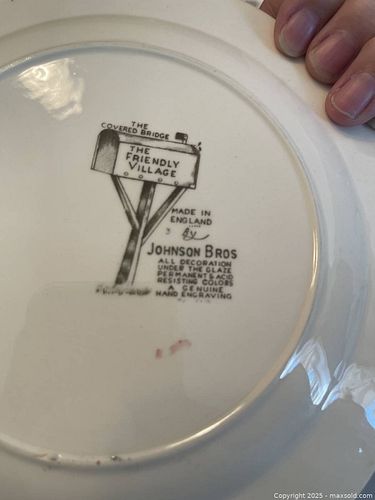 THE
COVERED BRIDGE
THE
FRIENDLY
VILLAGE
MADE IN
ENGLAND
By
JOHNSON BROS
ALL DECORATION
UNDER THE GLAZE
PERMANENT & ACID
RESISTING COLORS
A GENUINE
HAND ENGRAVING
Copyright 2025 - maxsold.com